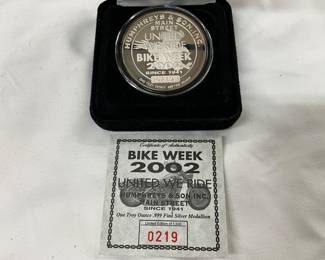 HUMPHREYS & SON INC.
MAIN
STREET
UNITED
WE RIDE
BIKE WEEK
2002
SINCE 1941
Certificate of Authenticity
BIKE WEEK
2002
UNITED WE RIDE
HUMPHREYS & SON INC.
MAIN STREET
SINCE 1941
One Troy Ounce .999 Fine Silver Medallion
0219